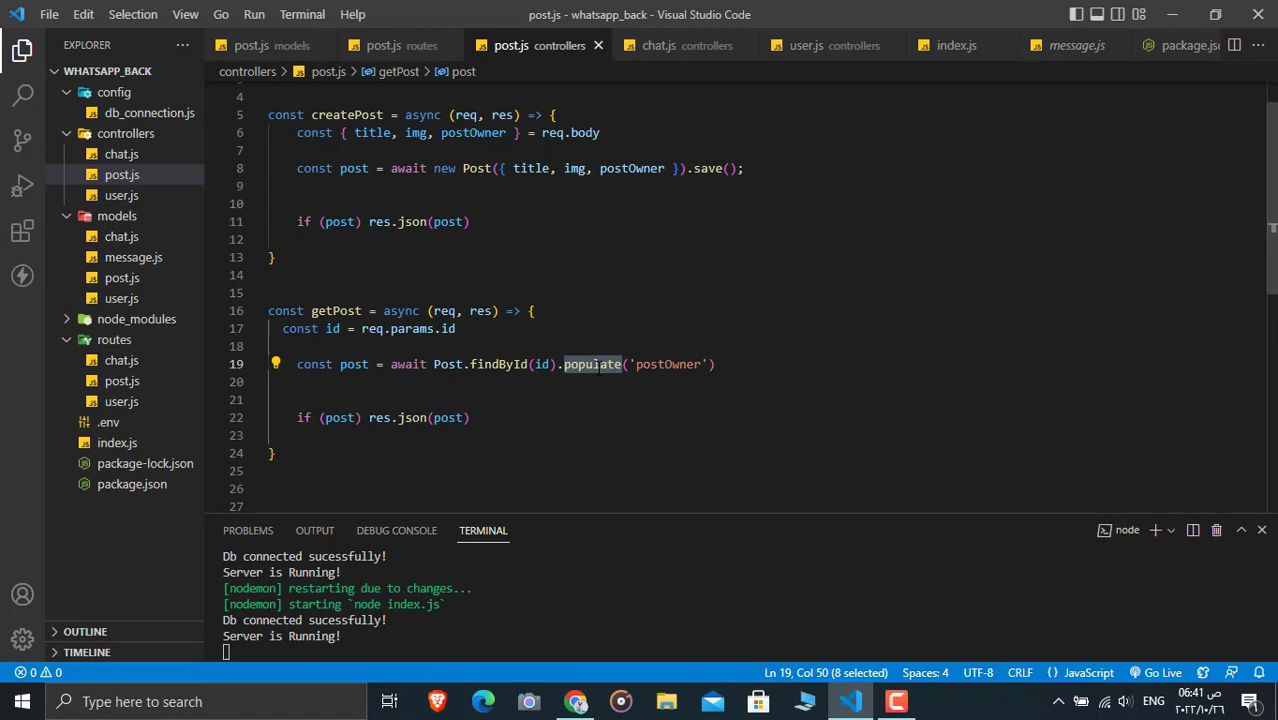 File Edit Selection View Go Run Terminal Help post.js - whatsapp_back - Visual Studio Code
EXPLORER
post.js models post.js routes post.js controllers chat.js controllers user.js controllers index.js message.js package.jso
controllers > post.js > getPost > post
WHATSAPP_BACK
config
db_connection.js
controllers
chat.js
post.js
user.js
models
chat.js
message.js
post.js
user.js
node_modules
routes
chat.js
post.js
user.js
.env
index.js
package-lock.json
package.json
OUTLINE
TIMELINE
4
5 const createPost = async (req, res) => {
6 const { title, img, postOwner } = req.body
7
8 const post = await new Post({ title, img, postOwner }).save();
9
10
11 if (post) res.json(post)
12
13 }
14
15
16 const getPost = async (req, res) => {
17 const id = req.params.id
18
19 const post = await Post.findById(id).populate('postOwner')
20
21
22 if (post) res.json(post)
23
24 }
25
26
27
PROBLEMS OUTPUT DEBUG CONSOLE TERMINAL node
Db connected sucessfully!
Server is Running!
[nodemon] restarting due to changes...
[nodemon] starting `node index.js`
Db connected sucessfully!
Server is Running!
0 0 Ln 19, Col 50 (8 selected) Spaces: 4 UTF-8 CRLF JavaScript Go Live
Type here to search ENG 06:41 ص
٢٠٢٢/١٠/٢٦